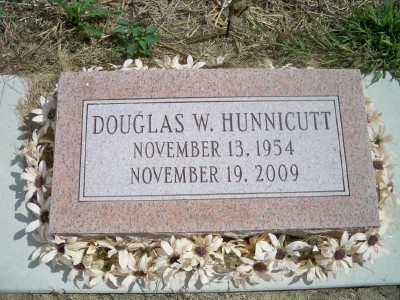 DOUGLAS W. HUNNICUTT
NOVEMBER 13. 1954
NOVEMBER 19. 2009